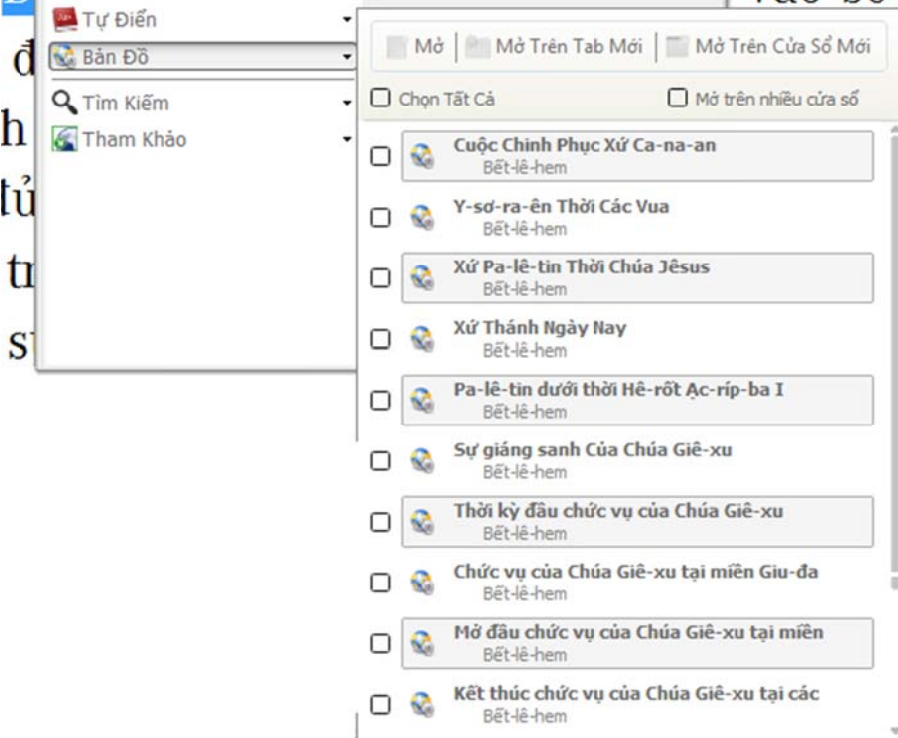 Tự Điển
Bản Đồ
Tìm Kiếm
Tham Khảo
Mở Mở Trên Tab Mới Mở Trên Cửa Sổ Mới
Chọn Tất Cả Mở trên nhiều cửa sổ
Cuộc Chinh Phục Xứ Ca-na-an
Bết-lê-hem
Y-sơ-ra-ên Thời Các Vua
Bết-lê-hem
Xứ Pa-lê-tin Thời Chúa Jêsus
Bết-lê-hem
Xứ Thánh Ngày Nay
Bết-lê-hem
Pa-lê-tin dưới thời Hê-rốt Ạc-ríp-ba I
Bết-lê-hem
Sự giáng sanh Của Chúa Giê-xu
Bết-lê-hem
Thời kỳ đầu chức vụ của Chúa Giê-xu
Bết-lê-hem
Chức vụ của Chúa Giê-xu tại miền Giu-đa
Bết-lê-hem
Mở đầu chức vụ của Chúa Giê-xu tại miền
Bết-lê-hem
Kết thúc chức vụ của Chúa Giê-xu tại các
Bết-lê-hem